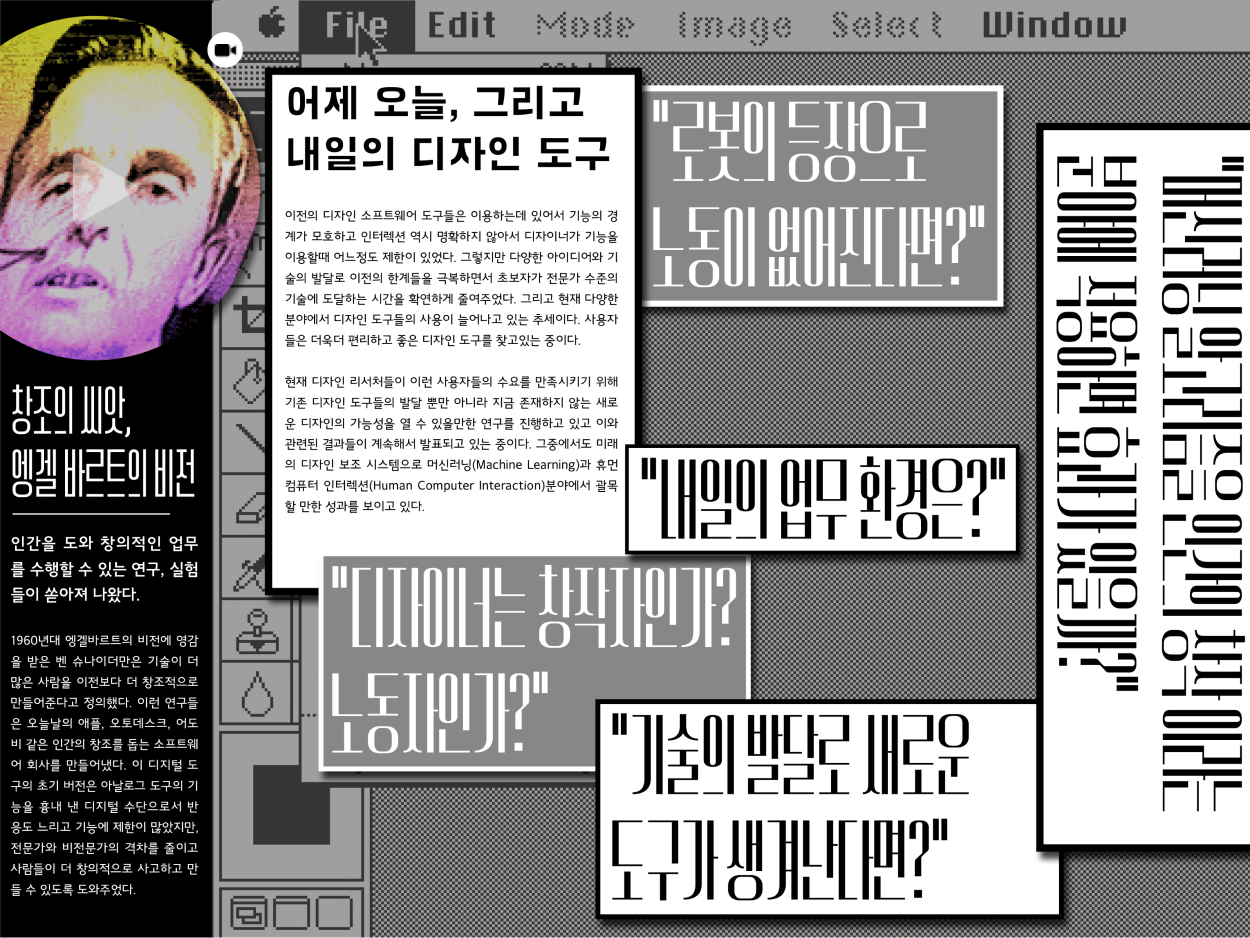 File Edit Mode Image Select Window
창조의 씨앗,
엥겔 바르트의 비전
인간을 도와 창의적인 업무
를 수행할 수 있는 연구, 실험
들이 쏟아져 나왔다.
1960년대 엥겔바르트의 비전에 영감
을 받은 벤 슈나이더만은 기술이 더
많은 사람을 이전보다 더 창조적으로
만들어준다고 정의했다. 이런 연구들
은 오늘날의 애플, 오토데스크, 어도
비 같은 인간의 창조를 돕는 소프트웨
어 회사를 만들어냈다. 이 디지털 도
구의 초기 버전은 아날로그 도구의 기
능을 흉내 낸 디지털 수단으로서 반
응도 느리고 기능에 제한이 많았지만,
전문가와 비전문가의 격차를 줄이고
사람들이 더 창의적으로 사고하고 만
들 수 있도록 도와주었다.
어제 오늘, 그리고
내일의 디자인 도구
이전의 디자인 소프트웨어 도구들은 이용하는데 있어서 기능의 경
계가 모호하고 인터렉션 역시 명확하지 않아서 디자이너가 기능을
이용할때 어느정도 제한이 있었다. 그렇지만 다양한 아이디어와 기
술의 발달로 이전의 한계들을 극복하면서 초보자가 전문가 수준의
기술에 도달하는 시간을 확연하게 줄여주었다. 그리고 현재 다양한
분야에서 디자인 도구들의 사용이 늘어나고 있는 추세이다. 사용자
들은 더욱더 편리하고 좋은 디자인 도구를 찾고있는 중이다.
현재 디자인 리서처들이 이런 사용자들의 수요를 만족시키기 위해
기존 디자인 도구들의 발달 뿐만 아니라 지금 존재하지 않는 새로
운 디자인의 가능성을 열 수 있을만한 연구를 진행하고 있고 이와
관련된 결과들이 계속해서 발표되고 있는 중이다. 그중에서도 미래
의 디자인 보조 시스템으로 머신러닝(Machine Learning)과 휴먼
컴퓨터 인터렉션(Human Computer Interaction)분야에서 괄목
할 만한 성과를 보이고 있다.
"로봇의 등장으로
노동이 없어진다면?"
"내일의 업무 환경은?"
"디자이너는 창작자인가?
노동자인가?"
"기술의 발달로 새로운
도구가 생겨난다면?"
"머신러닝 알고리즘을 인간의 창작 이라는
분야에 적용하면 효과가 있을까?"